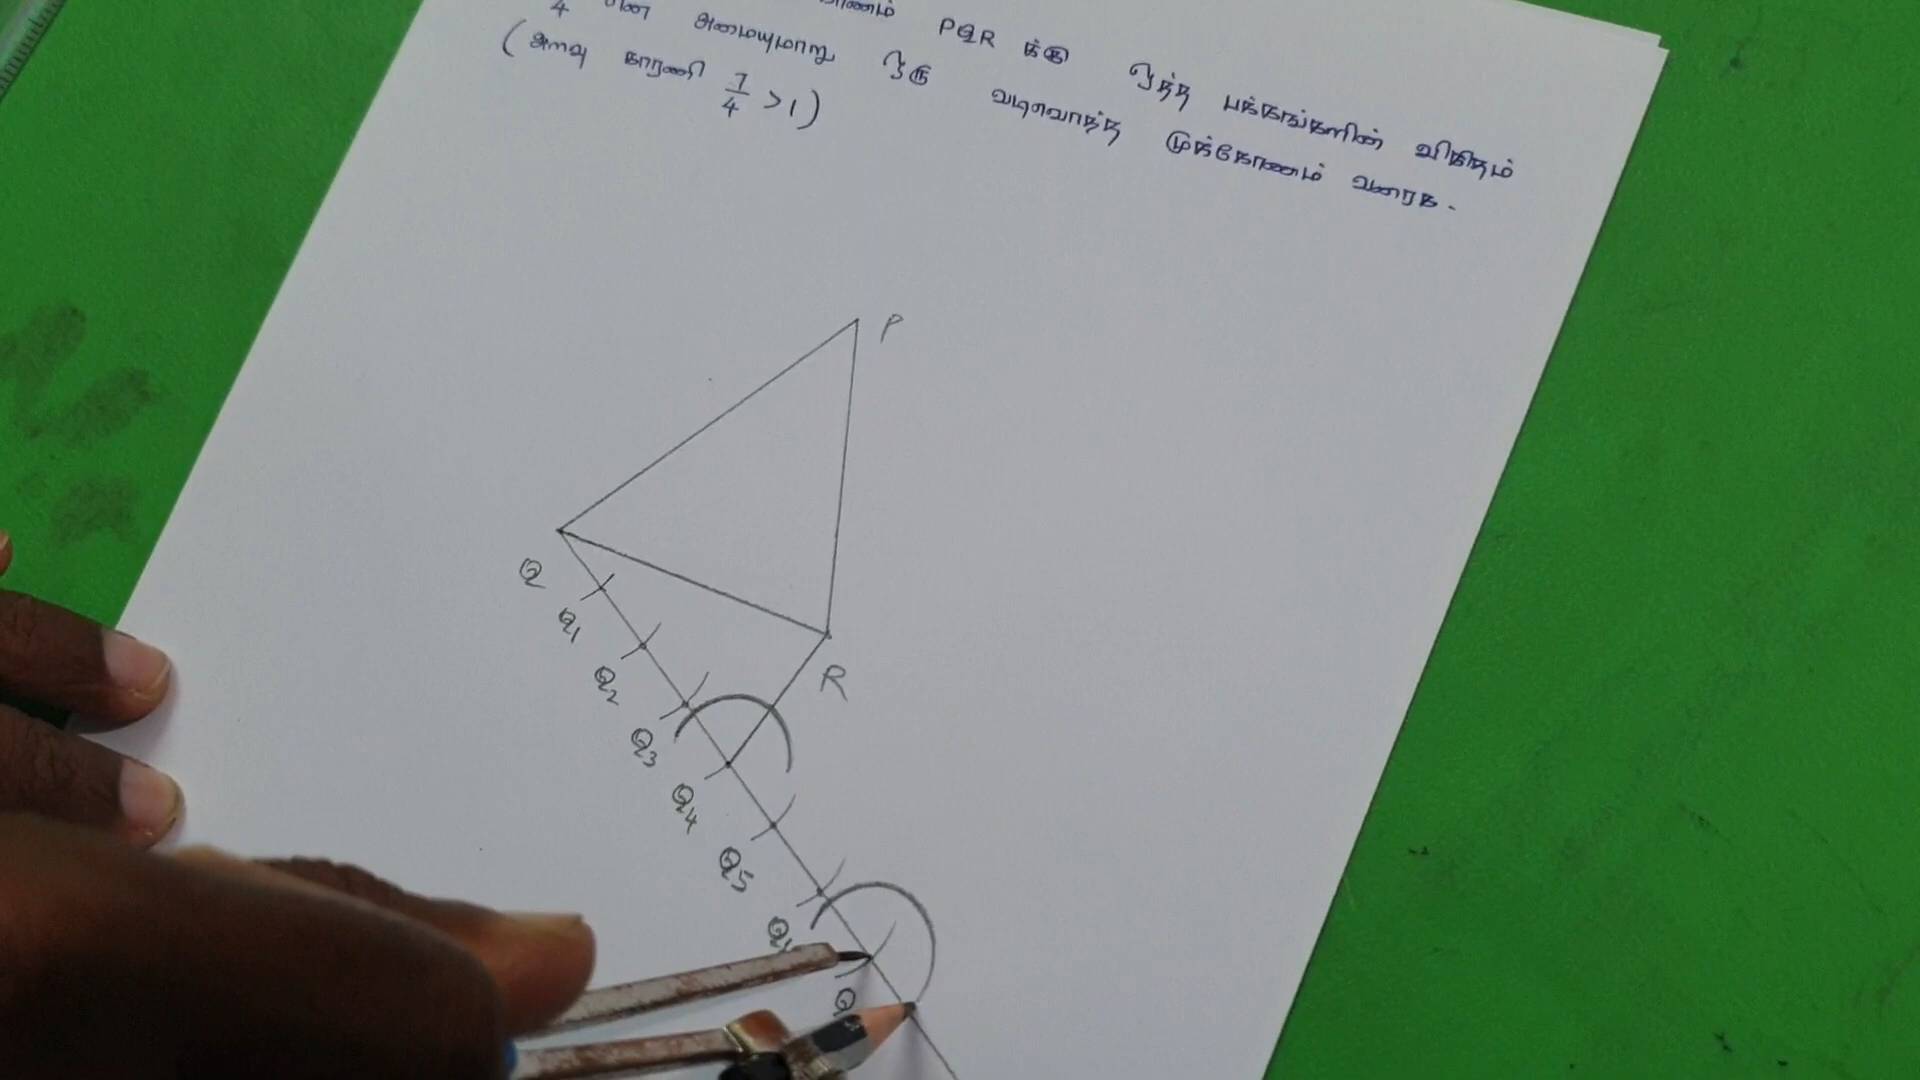 PQR க்கு ஒத்த பக்கங்களின் விகிதம்
4 என அமையுமாறு ஒரு வடிவொத்த முக்கோணம் வரைக.
(அளவு காரணி 7/4 >1)
P
Q
R
Q1
Q2
Q3
Q4
Q5